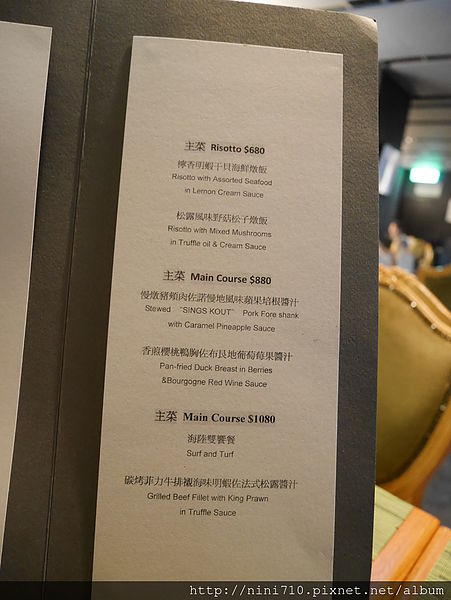 主菜 Risotto $680
檸香明蝦干貝海鮮燉飯
Risotto with Assorted Seafood
in Lemon Cream Sauce
松露風味野菇松子燉飯
Risotto with Mixed Mushrooms
in Truffle oil & Cream Sauce
主菜 Main Course $880
慢燉豬頰肉佐諾曼地風味蘋果培根醬汁
Stewed "SINGS KOUT" Pork Fore shank
with Caramel Pineapple Sauce
香煎櫻桃鴨胸佐布艮地葡萄莓果醬汁
Pan-fried Duck Breast in Berries
&Bourgogne Red Wine Sauce
主菜 Main Course $1080
海陸雙饗餐
Surf and Turf
碳烤菲力牛排襯海味明蝦佐法式松露醬汁
Grilled Beef Fillet with King Prawn
in Truffle Sauce
http://nini710.pixnet.net/album